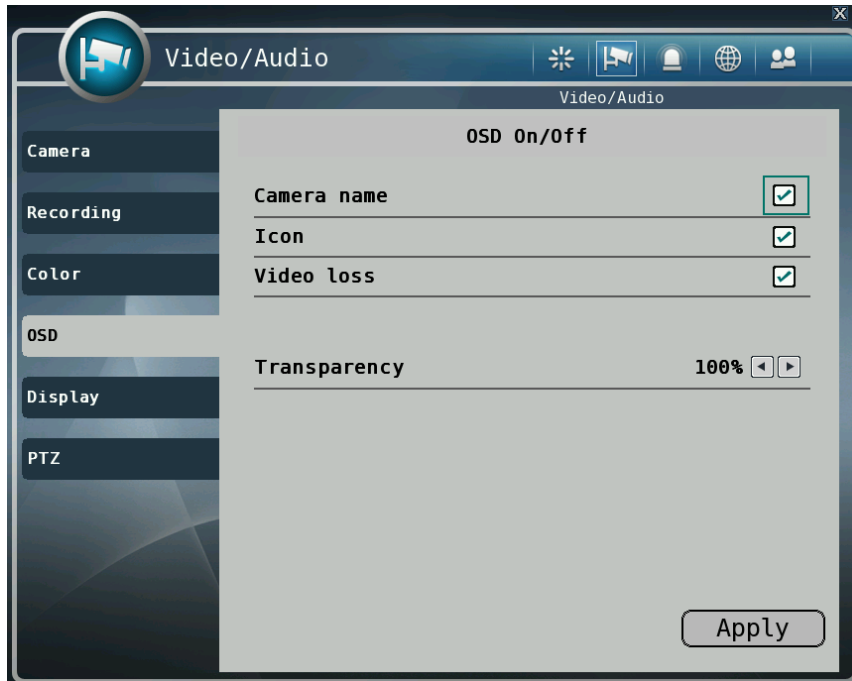 X
Video/Audio
Video/Audio
OSD On/Off
Camera
Camera name
Recording
Icon
Color
Video loss
OSD
Transparency 100%
Display
PTZ
Apply